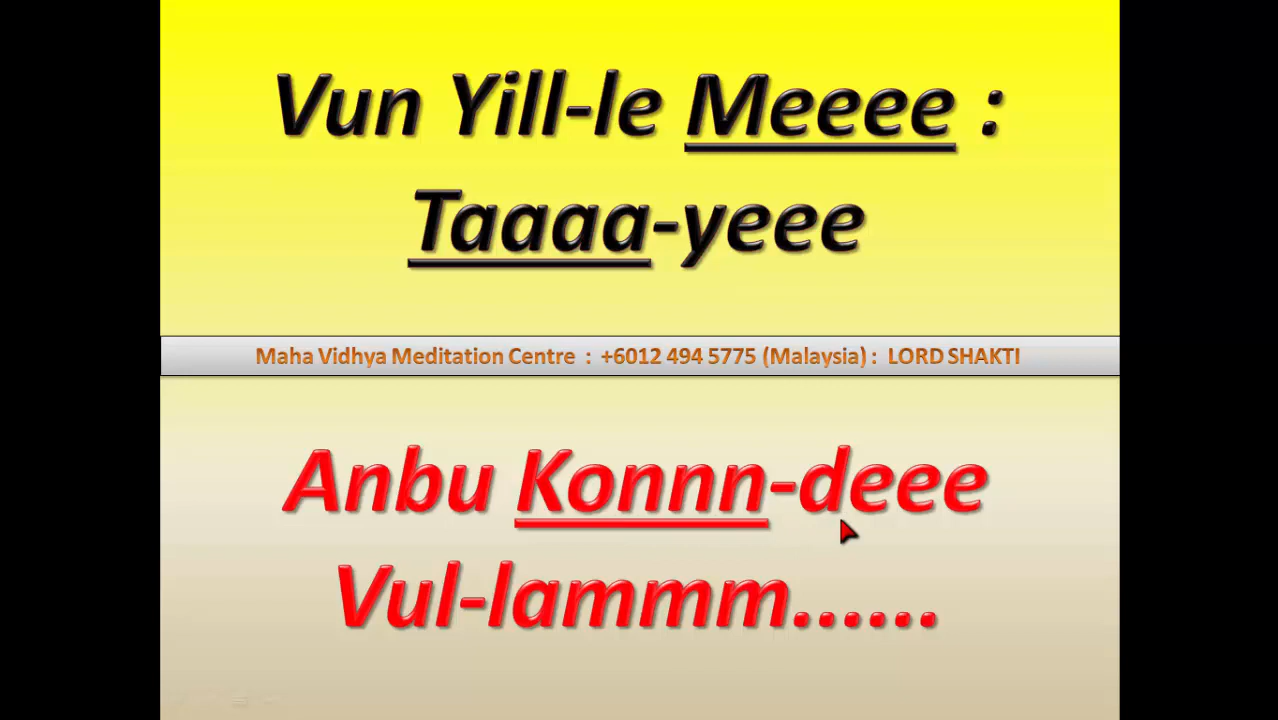 Vun Yill-le Meeee :
Taaaa-yeee
Maha Vidhya Meditation Centre : +6012 494 5775 (Malaysia) : LORD SHAKTI
Anbu Konnn-deee
Vul-lammm......